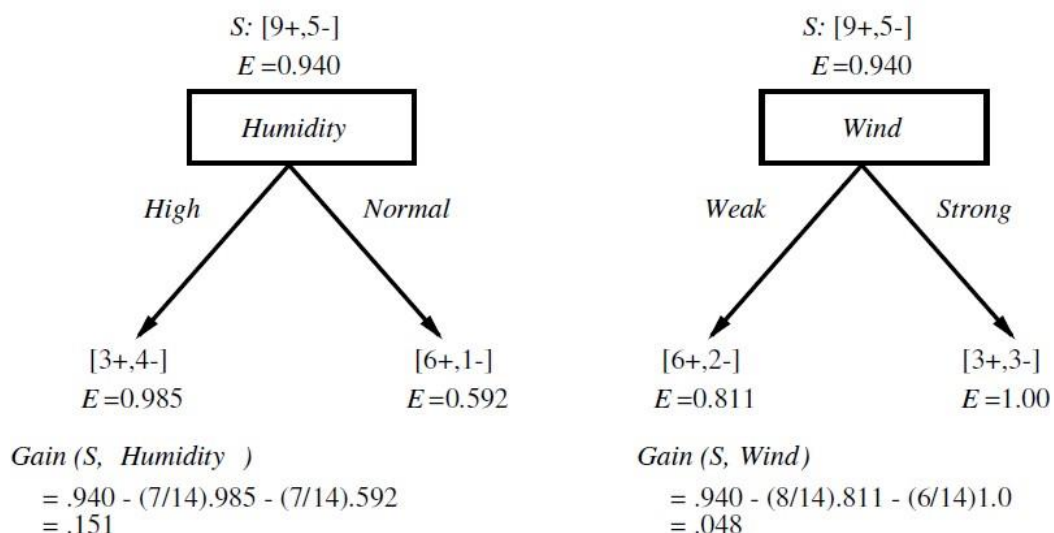 S: [9+,5-]
E =0.940
Humidity
High
Normal
[3+,4-]
E =0.985
[6+,1-]
E =0.592
Gain (S, Humidity )
= .940 - (7/14).985 - (7/14).592
= .151
S: [9+,5-]
E =0.940
Wind
Weak
Strong
[6+,2-]
E =0.811
[3+,3-]
E =1.00
Gain (S, Wind)
= .940 - (8/14).811 - (6/14)1.0
= .048